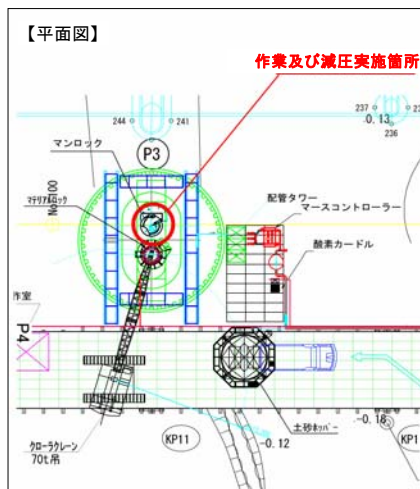 【平面図】
作業及び減圧実施箇所
244
241
237
23
-0.13
236
マンロック
P3
No.100
マテリアルロック
配管タワー
マースコントローラー
酸素カードル
作室
P4
クローラクレーン
70t吊
KP11
-0.12
土砂ホッパー
-0.18
KP1